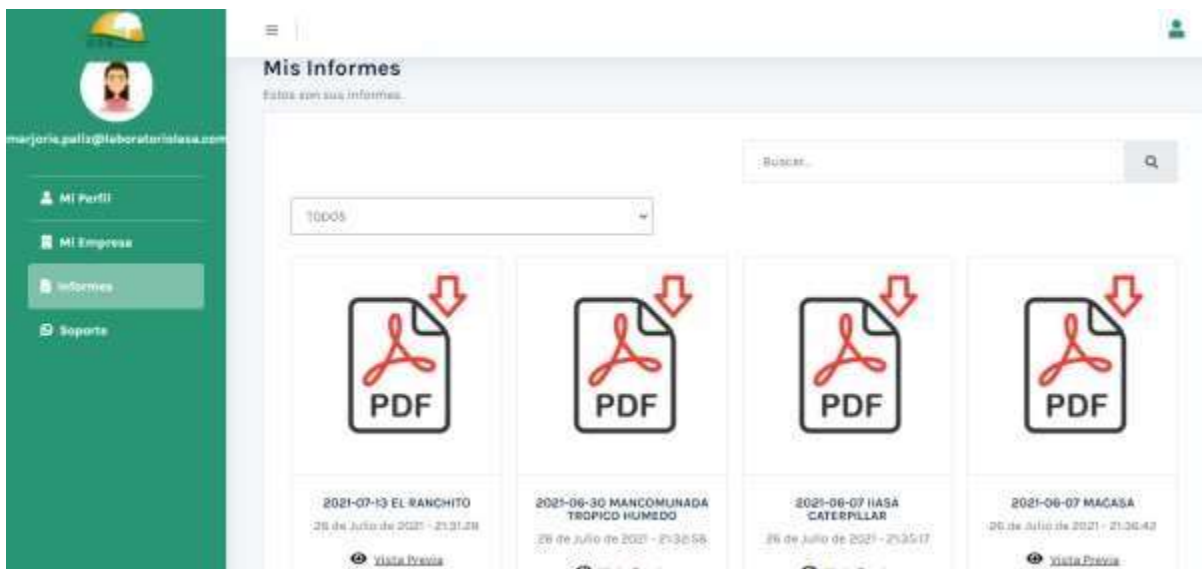 Mis Informes
Estos son sus informes.
marjorie.paliz@laboratoriolasa.com
Buscar...
Mi Perfil
TODOS
Mi Empresa
Informes
Soporte
PDF
PDF
PDF
PDF
2021-07-13 EL RANCHITO
26 de Julio de 2021 - 21:31:28
Vista Previa
2021-06-30 MANCOMUNADA
TROPICO HUMEDO
26 de Julio de 2021 - 21:32:58
2021-06-07 IIASA
CATERPILLAR
26 de Julio de 2021 - 21:35:17
2021-06-07 MACASA
26 de Julio de 2021 - 21:36:42
Vista Previa